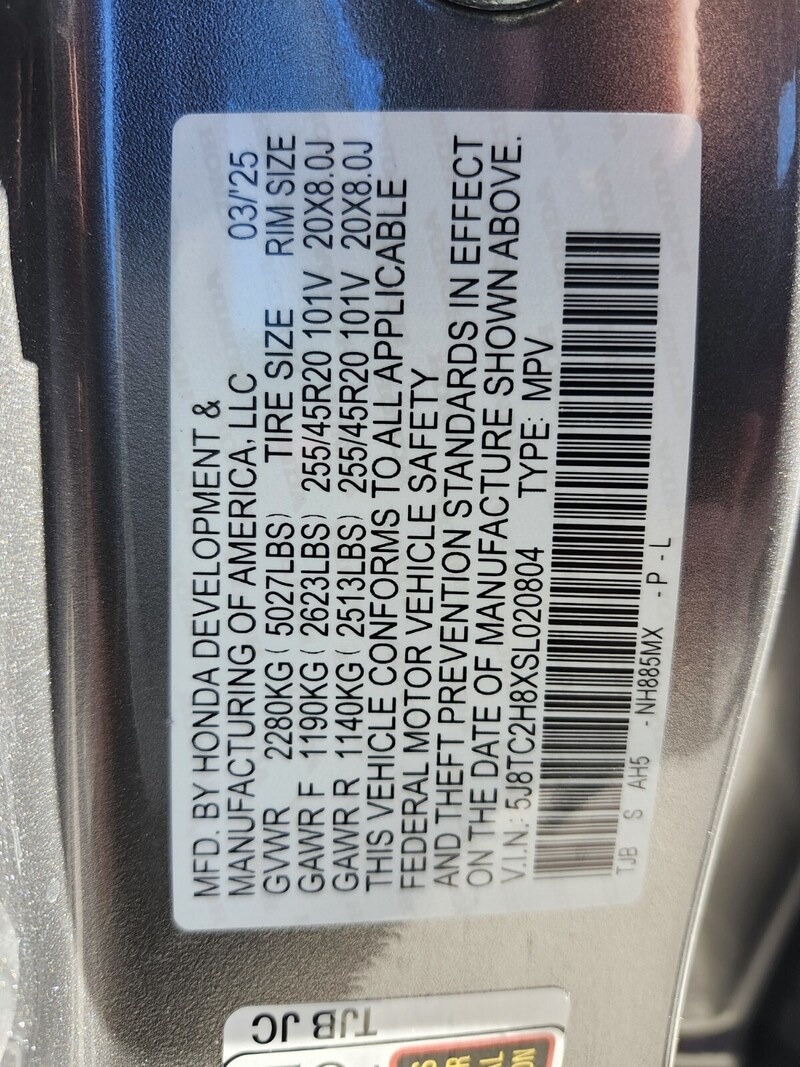 MFD. BY HONDA DEVELOPMENT &
MANUFACTURING OF AMERICA, LLC 03/'25
GVWR 2280KG ( 5027LBS) TIRE SIZE RIM SIZE
GAWR F 1190KG ( 2623LBS) 255/45R20 101V 20X8.0J
GAWR R 1140KG ( 2513LBS) 255/45R20 101V 20X8.0J
THIS VEHICLE CONFORMS TO ALL APPLICABLE
FEDERAL MOTOR VEHICLE SAFETY
AND THEFT PREVENTION STANDARDS IN EFFECT
ON THE DATE OF MANUFACTURE SHOWN ABOVE.
V.I.N.: 5J8TC2H8XSL020804 TYPE: MPV
TJB S AH5 - NH885MX - P - L
TJB JC